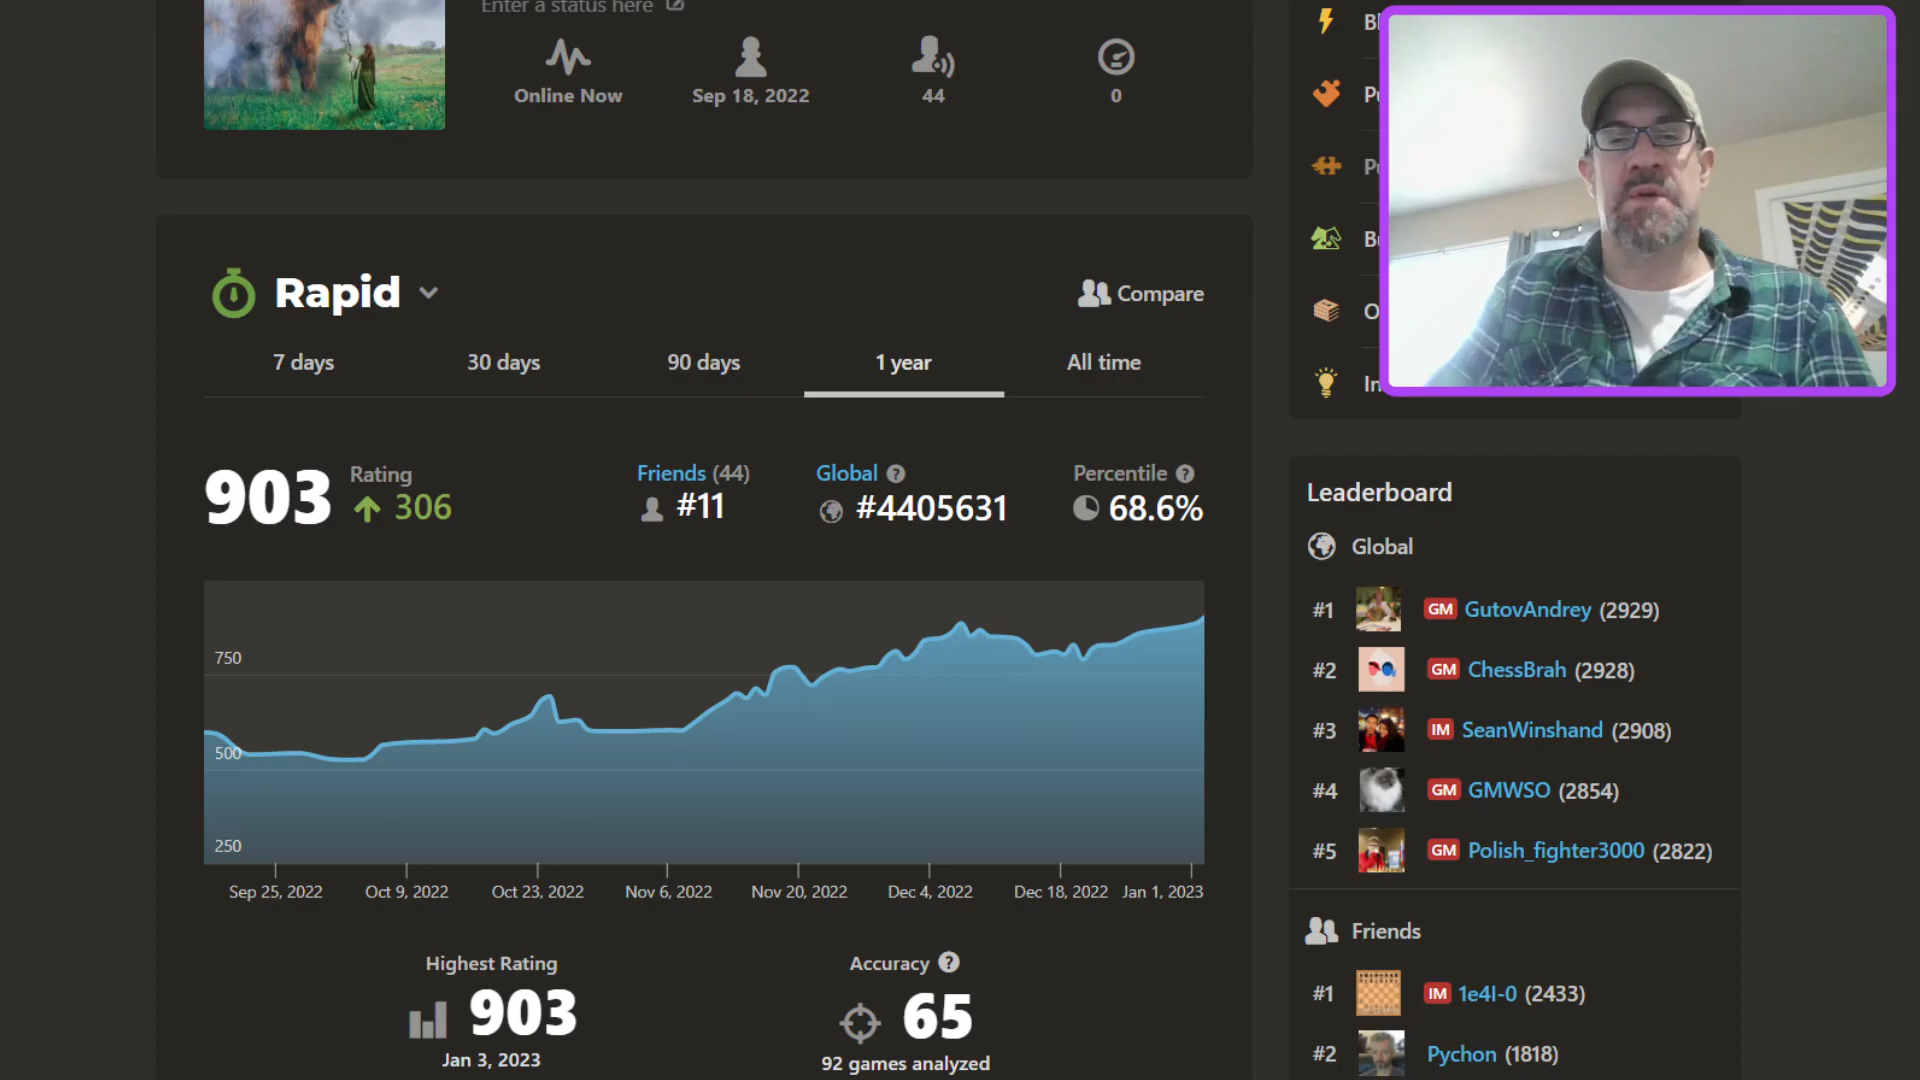 Enter a status here
Online Now
Sep 18, 2022
44
0
Rapid
Compare
7 days
30 days
90 days
1 year
All time
903
Rating
306
Friends (44)
#11
Global
#4405631
Percentile
68.6%
750
500
250
Sep 25, 2022
Oct 9, 2022
Oct 23, 2022
Nov 6, 2022
Nov 20, 2022
Dec 4, 2022
Dec 18, 2022
Jan 1, 2023
Highest Rating
903
Jan 3, 2023
Accuracy
65
92 games analyzed
Leaderboard
Global
#1 GM GutovAndrey (2929)
#2 GM ChessBrah (2928)
#3 IM SeanWinshand (2908)
#4 GM GMWSO (2854)
#5 GM Polish_fighter3000 (2822)
Friends
#1 IM 1e4!-0 (2433)
#2 Pychon (1818)